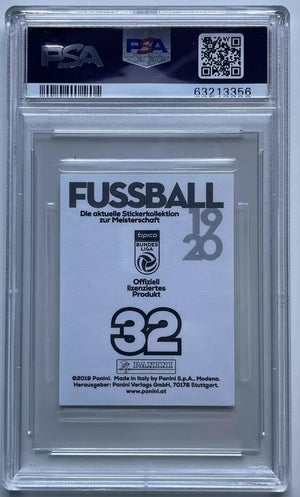 PSA
PSA
63213356
FUSSBALL
Die aktuelle Stickerkollektion
zur Meisterschaft
19
20
tipico
BUNDES
LIGA
Offiziell
lizenziertes
Produkt
32
PANINI
©2019 Panini. Made in Italy by Panini S.p.A., Modena.
Herausgeber: Panini Verlags GmbH, 70178 Stuttgart.
www.panini.at